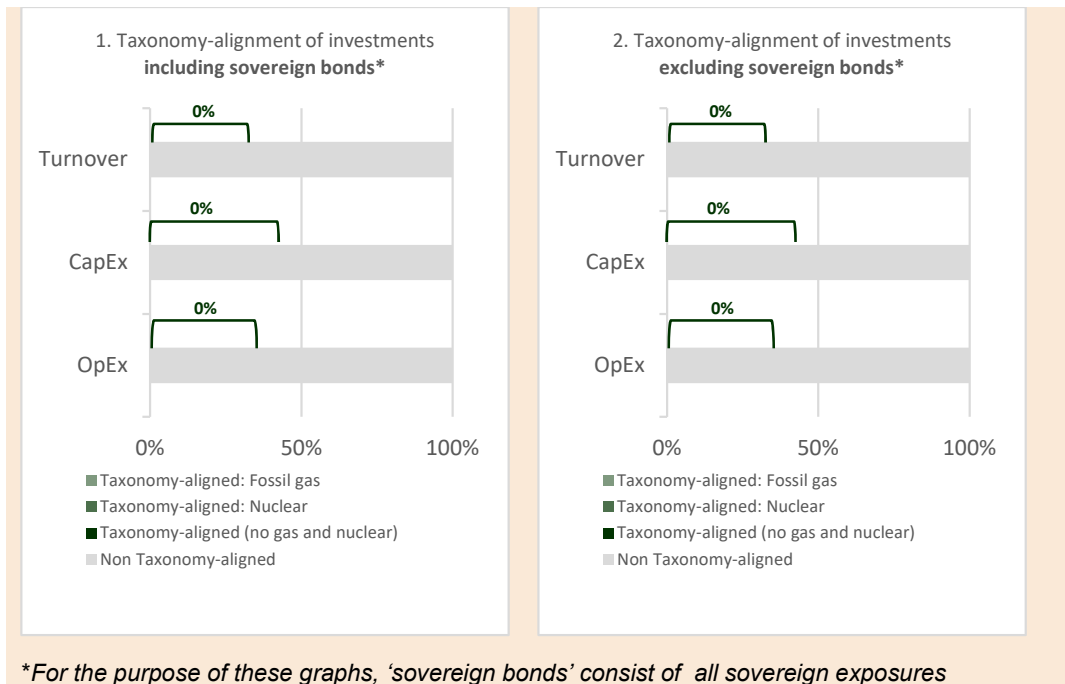 1. Taxonomy-alignment of investments
including sovereign bonds*
0%
Turnover
0%
CapEx
0%
OpEx
0%
50%
100%
Taxonomy-aligned: Fossil gas
Taxonomy-aligned: Nuclear
Taxonomy-aligned (no gas and nuclear)
Non Taxonomy-aligned
2. Taxonomy-alignment of investments
excluding sovereign bonds*
0%
Turnover
0%
CapEx
0%
OpEx
0%
50%
100%
Taxonomy-aligned: Fossil gas
Taxonomy-aligned: Nuclear
Taxonomy-aligned (no gas and nuclear)
Non Taxonomy-aligned
*For the purpose of these graphs, ‘sovereign bonds’ consist of all sovereign exposures